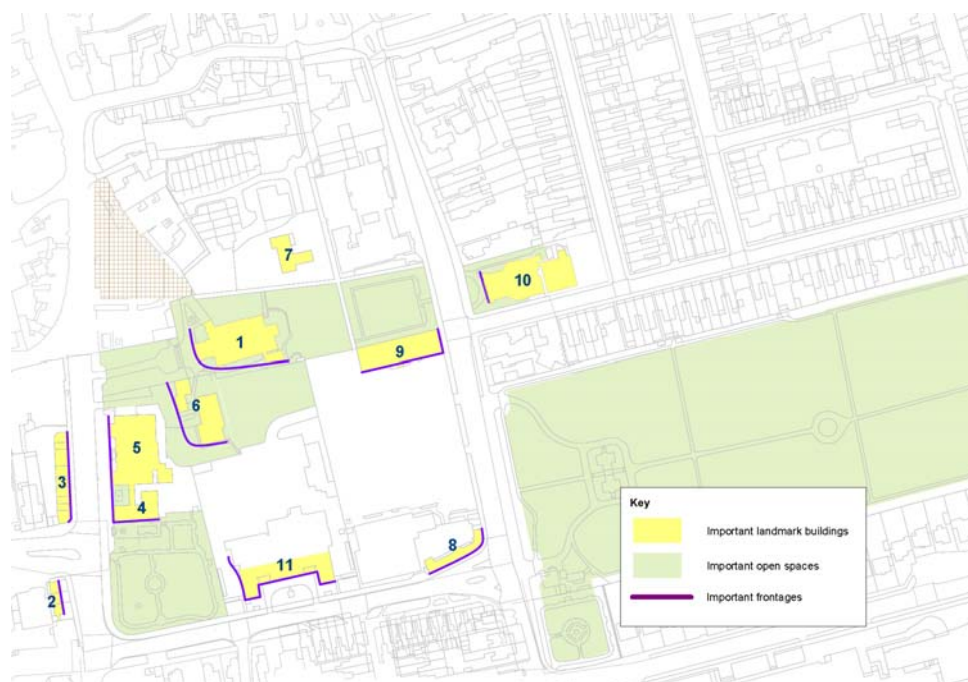 7
10
1
9
6
5
3
4
8
11
2
Key
Important landmark buildings
Important open spaces
Important frontages